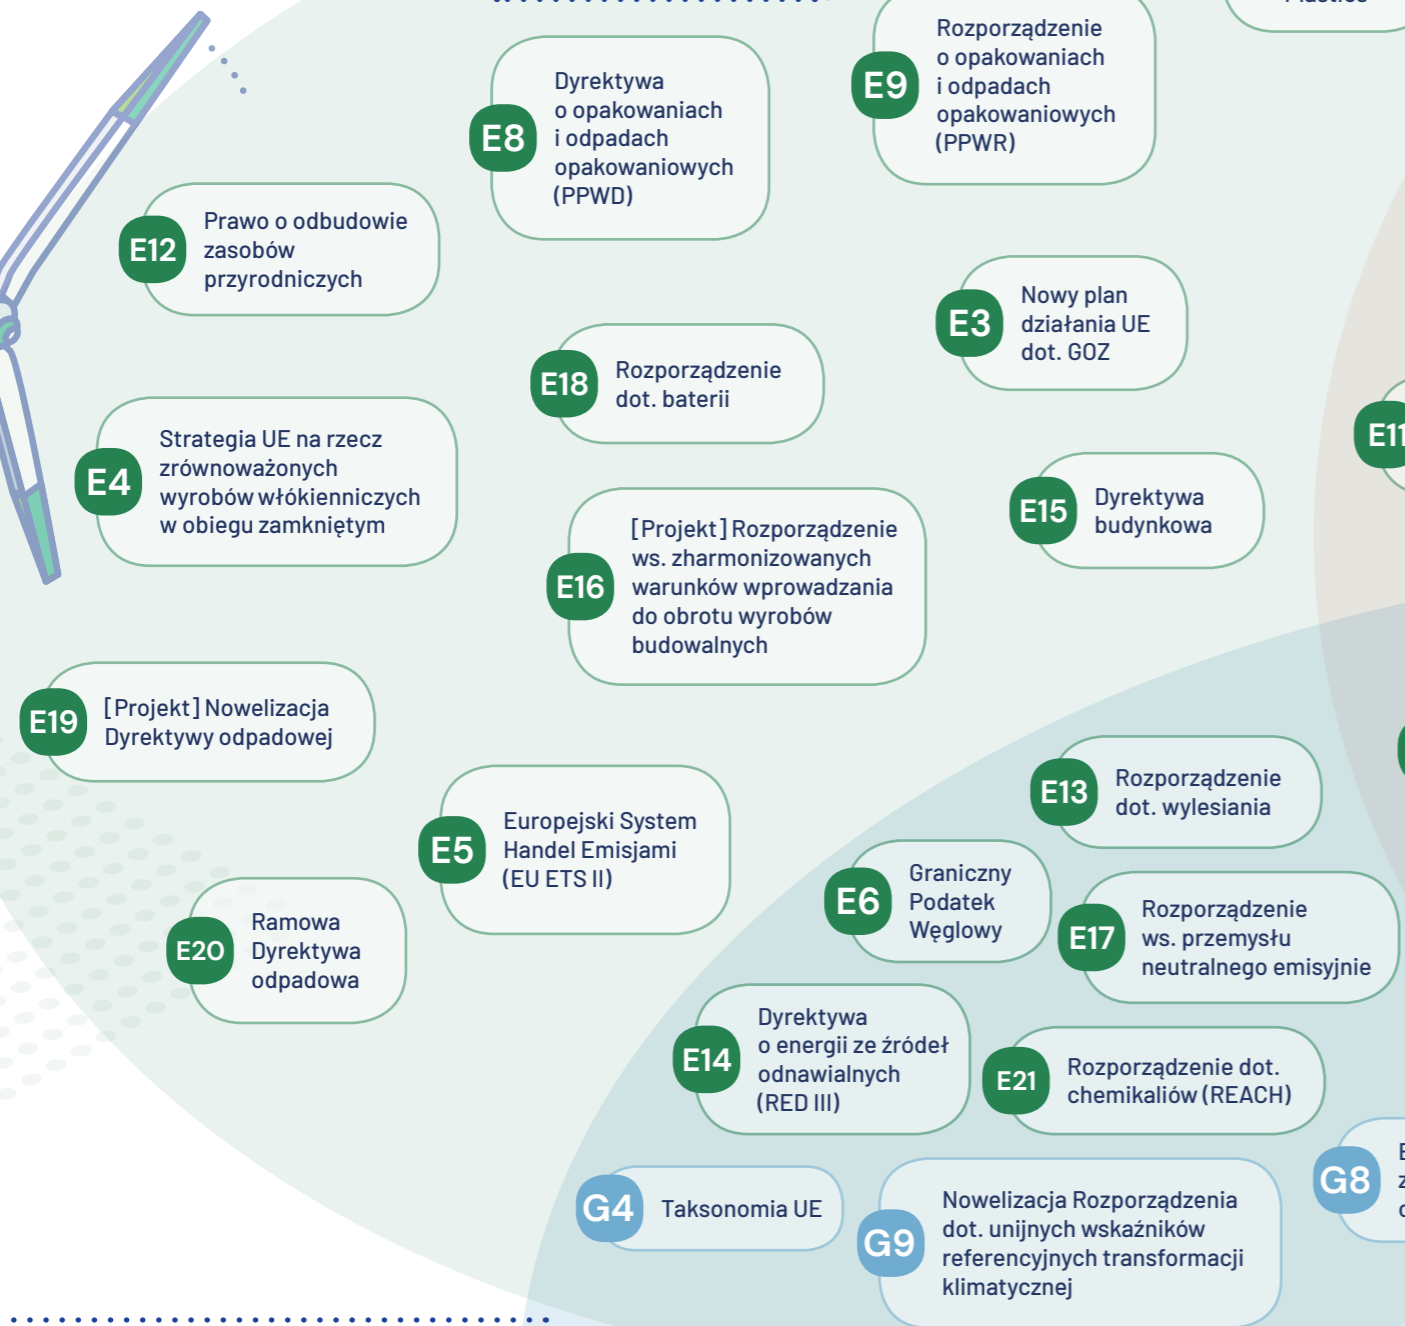 E9
Rozporządzenie
o opakowaniach
i odpadach
opakowaniowych
(PPWR)
E8
Dyrektywa
o opakowaniach
i odpadach
opakowaniowych
(PPWD)
E12
Prawo o odbudowie
zasobów
przyrodniczych
E3
Nowy plan
działania UE
dot. GOZ
E18
Rozporządzenie
dot. baterii
E11
E4
Strategia UE na rzecz
zrównoważonych
wyrobów włókienniczych
w obiegu zamkniętym
E15
Dyrektywa
budynkowa
E16
[Projekt] Rozporządzenie
ws. zharmonizowanych
warunków wprowadzania
do obrotu wyrobów
budowalnych
E19
[Projekt] Nowelizacja
Dyrektywy odpadowej
E13
Rozporządzenie
dot. wylesiania
E5
Europejski System
Handel Emisjami
(EU ETS II)
E6
Graniczny
Podatek
Węglowy
E17
Rozporządzenie
ws. przemysłu
neutralnego emisyjnie
E20
Ramowa
Dyrektywa
odpadowa
E14
Dyrektywa
o energii ze źródeł
odnawialnych
(RED III)
E21
Rozporządzenie dot.
chemikaliów (REACH)
G8
G4
Taksonomia UE
G9
Nowelizacja Rozporządzenia
dot. unijnych wskaźników
referencyjnych transformacji
klimatycznej